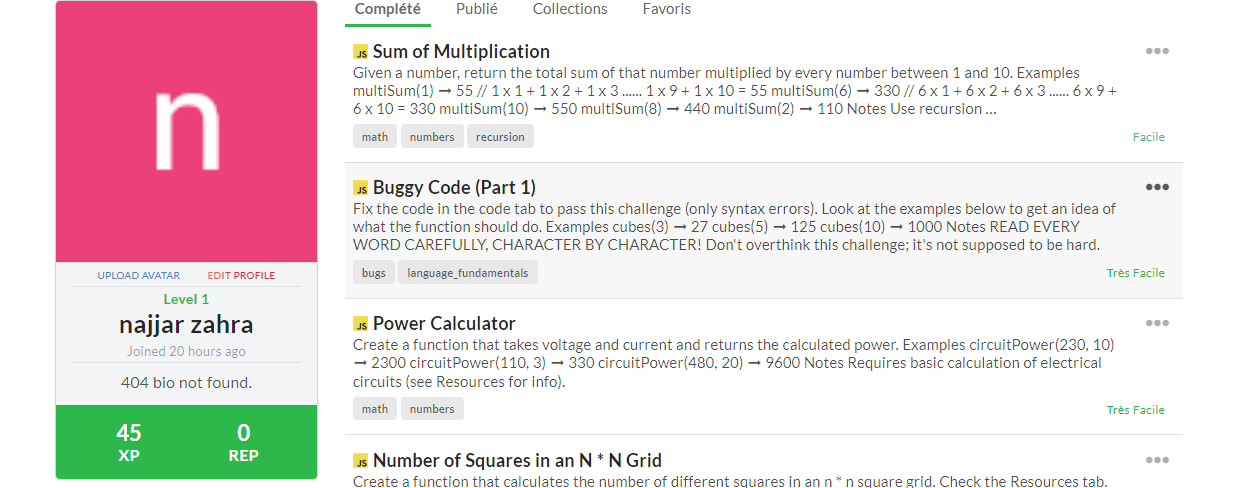 n
UPLOAD AVATAR EDIT PROFILE
Level 1
najjar zahra
Joined 20 hours ago
404 bio not found.
45 0
XP REP
Complété Publié Collections Favoris
JS Sum of Multiplication
Given a number, return the total sum of that number multiplied by every number between 1 and 10. Examples
multiSum(1) → 55 // 1 x 1 + 1 x 2 + 1 x 3 ...... 1 x 9 + 1 x 10 = 55 multiSum(6) → 330 // 6 x 1 + 6 x 2 + 6 x 3 ...... 6 x 9 +
6 x 10 = 330 multiSum(10) → 550 multiSum(8) → 440 multiSum(2) → 110 Notes Use recursion ...
math numbers recursion Facile
JS Buggy Code (Part 1)
Fix the code in the code tab to pass this challenge (only syntax errors). Look at the examples below to get an idea of
what the function should do. Examples cubes(3) → 27 cubes(5) → 125 cubes(10) → 1000 Notes READ EVERY
WORD CAREFULLY, CHARACTER BY CHARACTER! Don't overthink this challenge; it's not supposed to be hard.
bugs language_fundamentals Très Facile
JS Power Calculator
Create a function that takes voltage and current and returns the calculated power. Examples circuitPower(230, 10)
→ 2300 circuitPower(110, 3) → 330 circuitPower(480, 20) → 9600 Notes Requires basic calculation of electrical
circuits (see Resources for info).
math numbers Très Facile
JS Number of Squares in an N * N Grid
Create a function that calculates the number of different squares in an n * n square grid. Check the Resources tab.